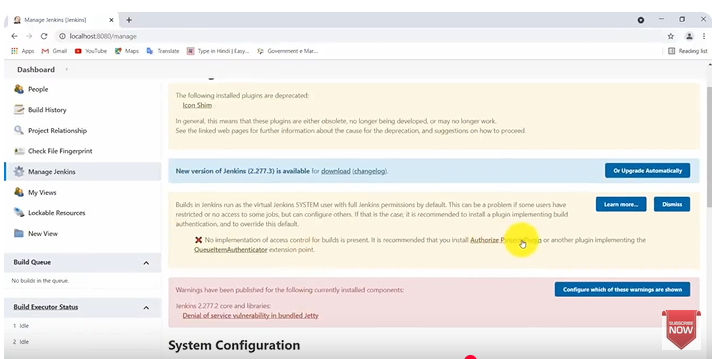 Manage Jenkins [Jenkins]
localhost:8080/manage
Apps Gmail YouTube Maps Translate Type in Hindi | Easy... Government e Mar... Reading list
Dashboard
People
Build History
Project Relationship
Check File Fingerprint
Manage Jenkins
My Views
Lockable Resources
New View
Build Queue
No builds in the queue.
Build Executor Status
1 Idle
2 Idle
The following installed plugins are deprecated:
Icon Shim
In general, this means that these plugins are either obsolete, no longer being developed, or may no longer work.
See the linked web pages for further information about the cause for the deprecation, and suggestions on how to proceed.
New version of Jenkins (2.277.3) is available for download (changelog).
Or Upgrade Automatically
Builds in Jenkins run as the virtual Jenkins SYSTEM user with full Jenkins permissions by default. This can be a problem if some users have
restricted or no access to some jobs, but can configure others. If that is the case, it is recommended to install a plugin implementing build
authentication, and to override this default.
Learn more... Dismiss
No implementation of access control for builds is present. It is recommended that you install Authorize or another plugin implementing the
QueueItemAuthenticator extension point.
Warnings have been published for the following currently installed components:
Configure which of these warnings are shown
Jenkins 2.277.2 core and libraries:
Denial of service vulnerability in bundled Jetty
System Configuration
SUBSCRIBE
NOW